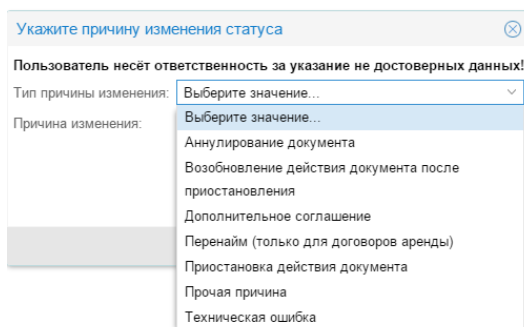 Укажите причину изменения статуса
Пользователь несёт ответственность за указание не достоверных данных!
Тип причины изменения: Выберите значение...
Причина изменения:
Выберите значение...
Аннулирование документа
Возобновление действия документа после
приостановления
Дополнительное соглашение
Перенайм (только для договоров аренды)
Приостановка действия документа
Прочая причина
Техническая ошибка